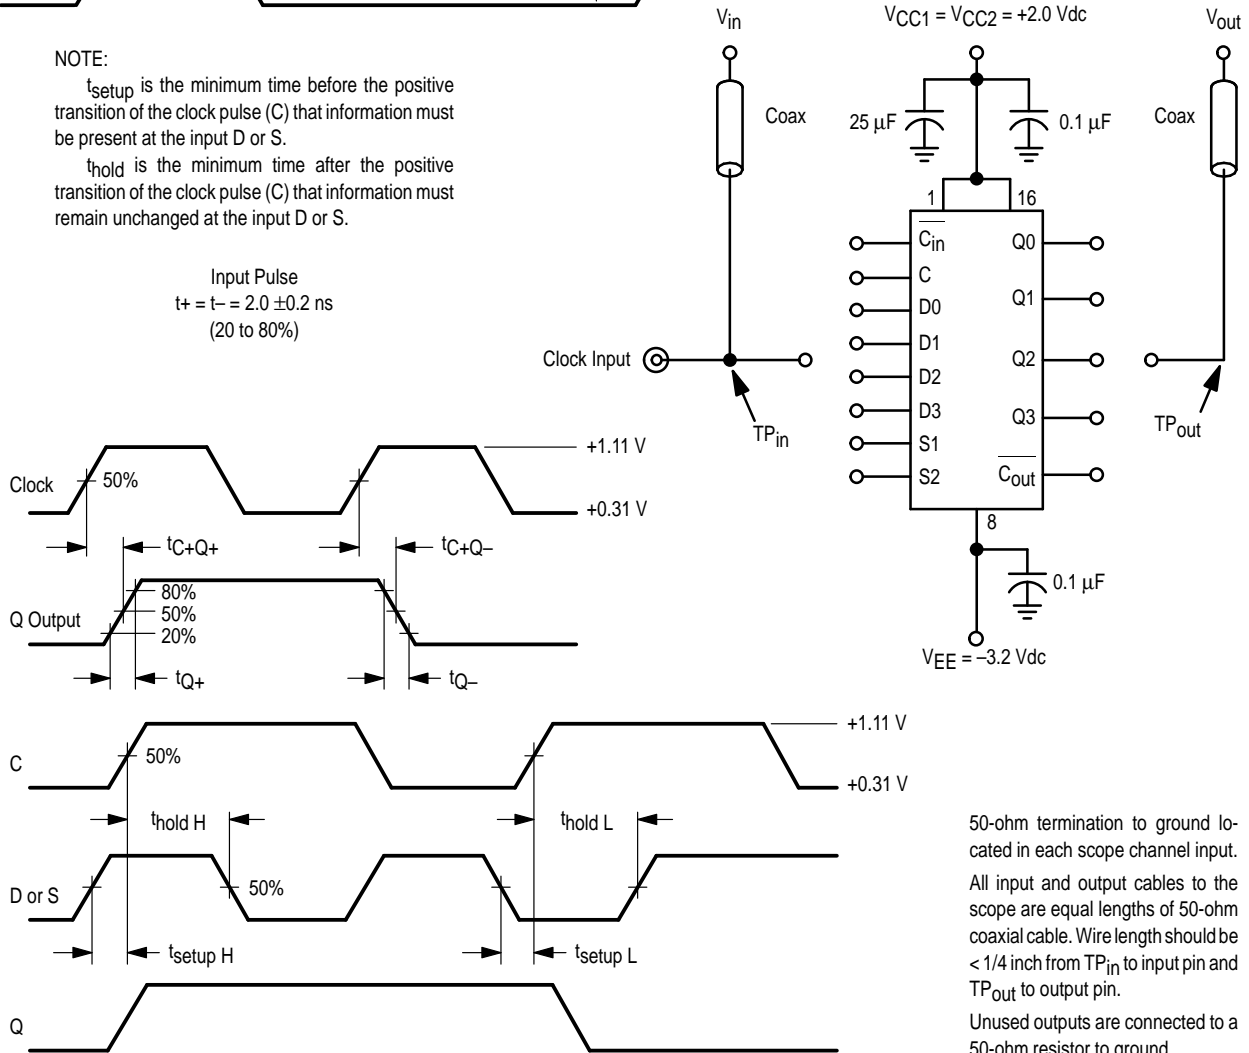 NOTE:
tsetup is the minimum time before the positive
transition of the clock pulse (C) that information must
be present at the input D or S.
thold is the minimum time after the positive
transition of the clock pulse (C) that information must
remain unchanged at the input D or S.
Input Pulse
t+ = t– = 2.0 ±0.2 ns
(20 to 80%)
Vin
VCC1 = VCC2 = +2.0 Vdc
Vout
Coax
25 μF
0.1 μF
Coax
1
16
Cin
C
D0
D1
D2
D3
S1
S2
Q0
Q1
Q2
Q3
Cout
8
0.1 μF
VEE = –3.2 Vdc
Clock Input
TPin
TPout
Clock
50%
+1.11 V
+0.31 V
tC+Q+
tC+Q–
Q Output
80%
50%
20%
tQ+
tQ–
C
50%
+1.11 V
+0.31 V
thold H
thold L
D or S
50%
tsetup H
tsetup L
Q
50-ohm termination to ground lo-
cated in each scope channel input.
All input and output cables to the
scope are equal lengths of 50-ohm
coaxial cable. Wire length should be
< 1/4 inch from TPin to input pin and
TPout to output pin.
Unused outputs are connected to a
50-ohm resistor to ground